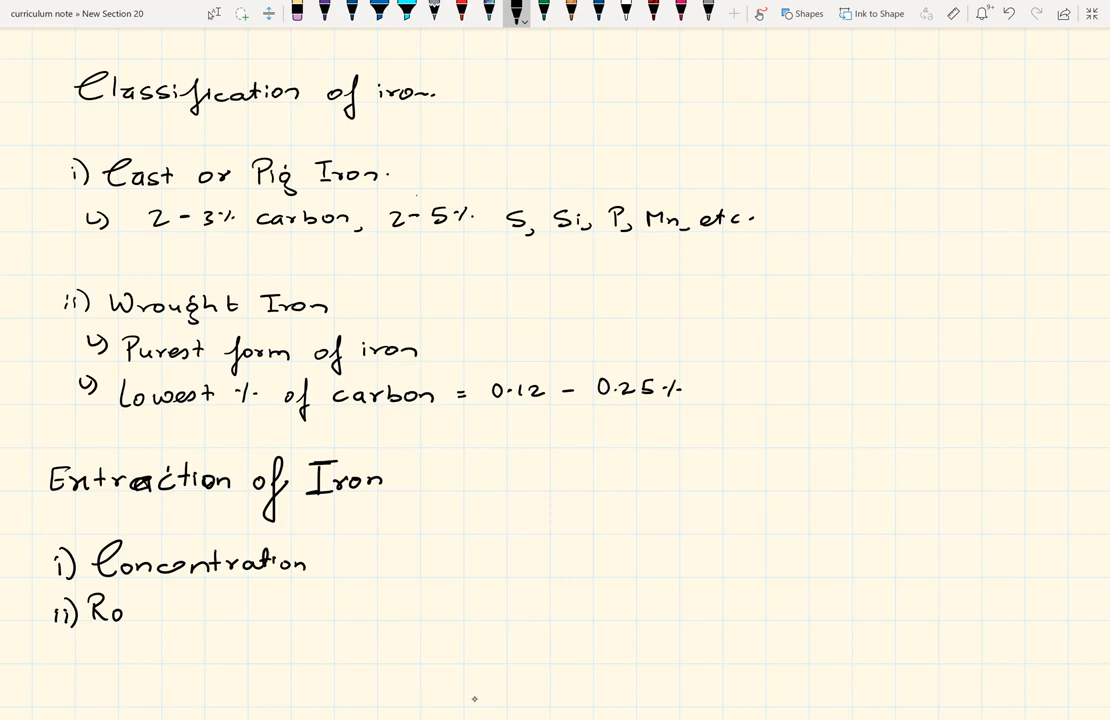 curriculum note » New Section 20
Shapes
Ink to Shape
9+
Classification of iron.
i) Cast or Pig Iron.
↳ 2 - 3% carbon, 2 - 5% S, Si, P, Mn, etc.
ii) Wrought Iron
↳ Purest form of iron
↳ Lowest % of carbon = 0.12 - 0.25%
Extraction of Iron
i) Concentration
ii) Ro